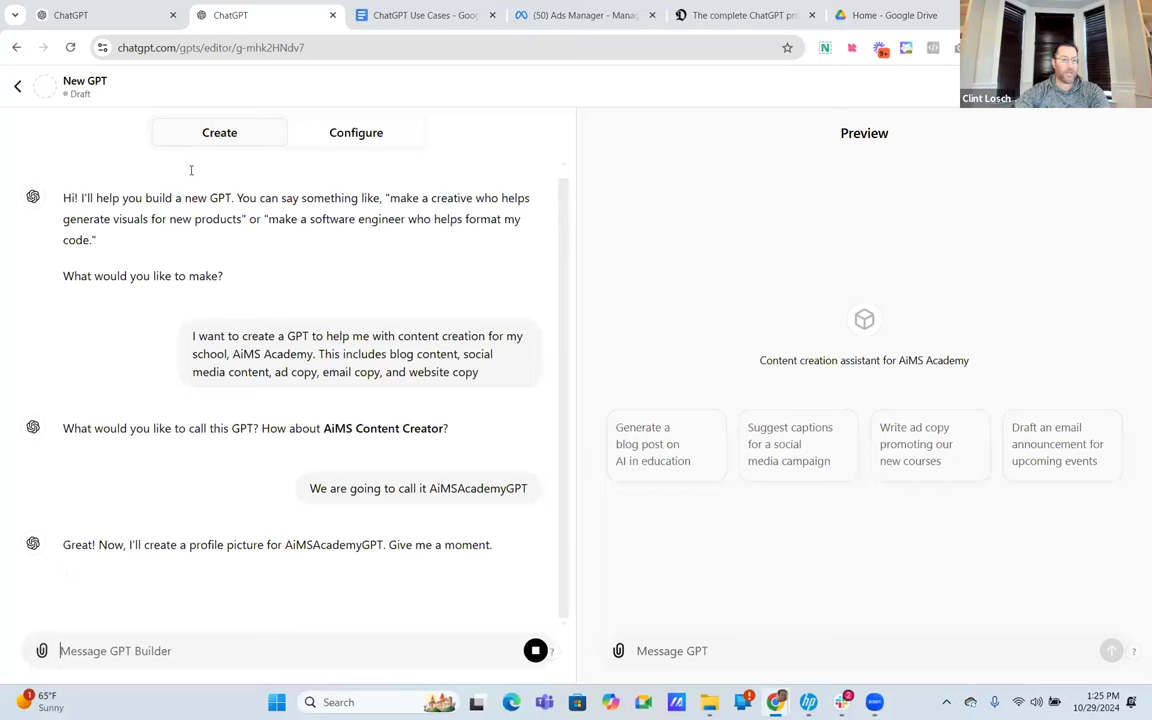 ChatGPT
ChatGPT
ChatGPT Use Cases - Goog
(50) Ads Manager - Manag
The complete ChatGPT pro
Home - Google Drive
chatgpt.com/gpts/editor/g-mhk2HNdv7
9+
Clint Losch
New GPT
Draft
Create
Configure
Preview
Hi! I'll help you build a new GPT. You can say something like, "make a creative who helps
generate visuals for new products" or "make a software engineer who helps format my
code."
What would you like to make?
I want to create a GPT to help me with content creation for my
school, AiMS Academy. This includes blog content, social
media content, ad copy, email copy, and website copy
What would you like to call this GPT? How about AiMS Content Creator?
We are going to call it AiMSAcademyGPT
Great! Now, I'll create a profile picture for AiMSAcademyGPT. Give me a moment.
Message GPT Builder
?
Content creation assistant for AiMS Academy
Generate a
blog post on
AI in education
Suggest captions
for a social
media campaign
Write ad copy
promoting our
new courses
Draft an email
announcement for
upcoming events
Message GPT
?
1
65°F
Sunny
Search
2
1:25 PM
10/29/2024